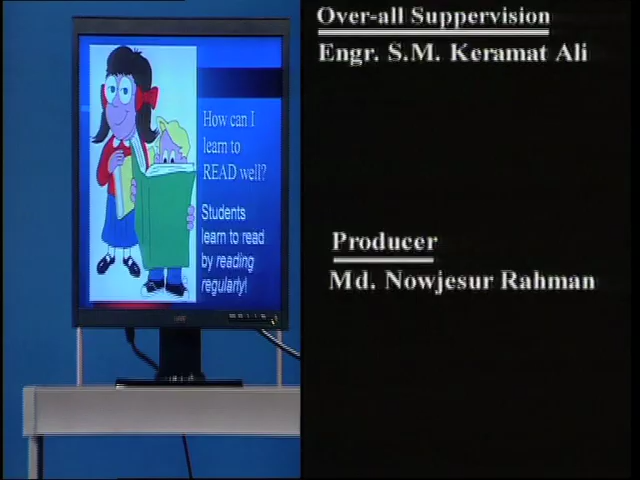 How can I
learn to
READ well?
Students
learn to read
by reading
regularly!
Over-all Suppervision
Engr. S.M. Keramat Ali
Producer
Md. Nowjesur Rahman